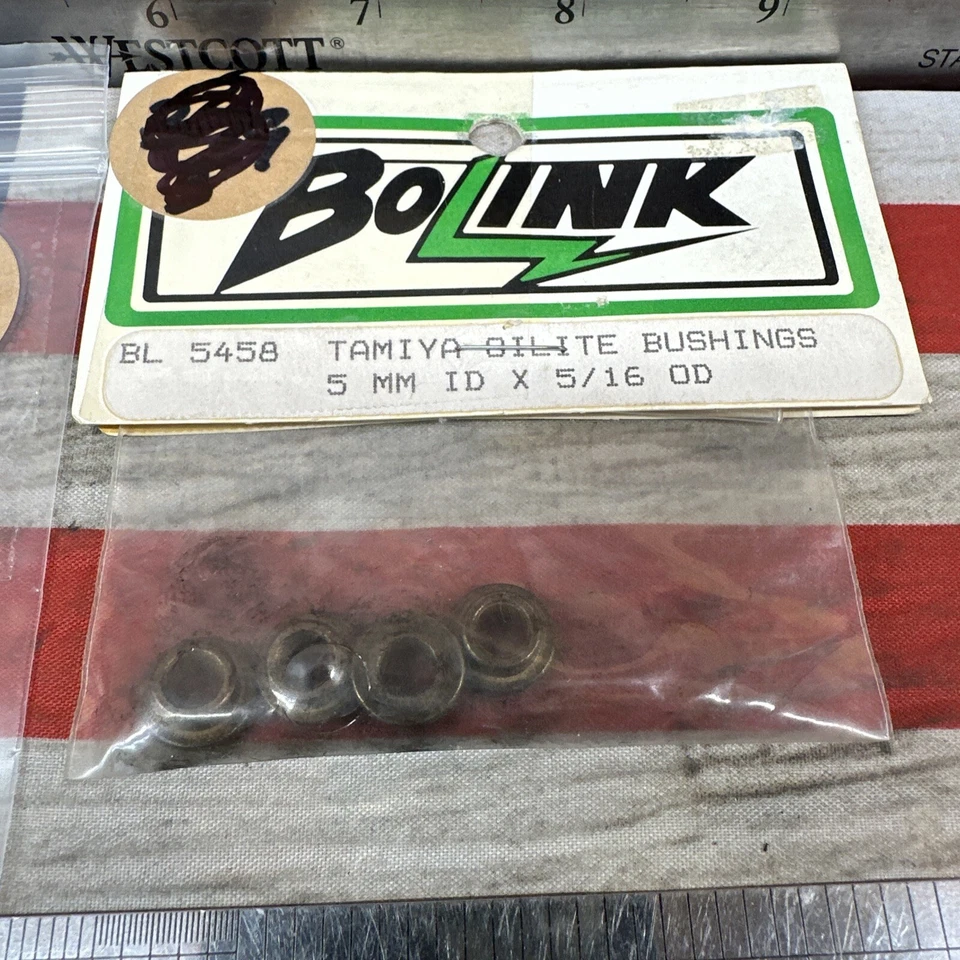 6 7 8 9
WESTCOTT®
STA
BOLINK
BL 5458 TAMIYA OILITE BUSHINGS
5 MM ID X 5/16 OD